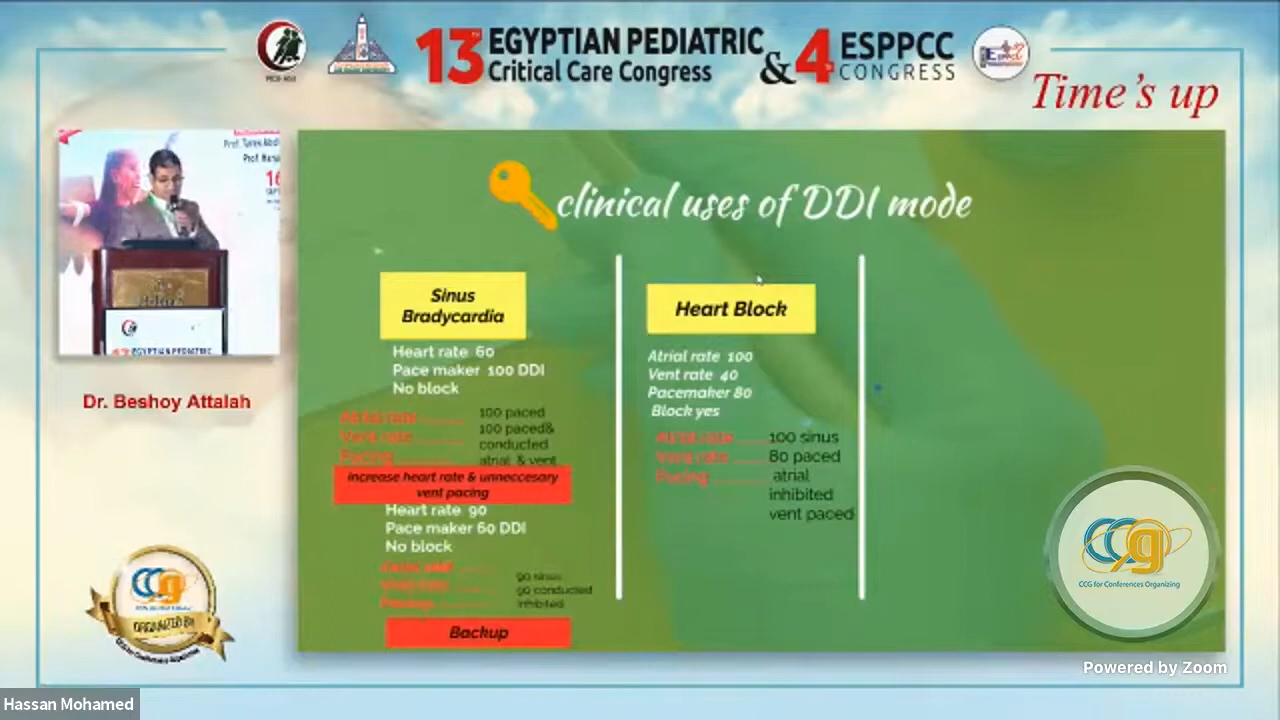 13 EGYPTIAN PEDIATRIC
Critical Care Congress
& 4 ESPPCC
CONGRESS
Time's up
Dr. Beshoy Attalah
clinical uses of DDI mode
Sinus
Bradycardia
Heart rate 60
Pace maker 100 DDI
No block
Atrial rate ............ 100 paced
Vent rate ............ 100 paced&
conducted
Pacing ............ atrial & vent
increase heart rate & unneccesary
vent pacing
Heart rate 90
Pace maker 60 DDI
No block
90 sinus
90 conducted
inhibited
Backup
Heart Block
Atrial rate 100
Vent rate 40
Pacemaker 80
Block yes
Atrial rate ......100 sinus
Vent rate ......80 paced
Pacing .......... atrial
inhibited
vent paced
CCg
ORGANIZED BY
CCg
CCG for Conferences Organizing
Powered by Zoom
Hassan Mohamed